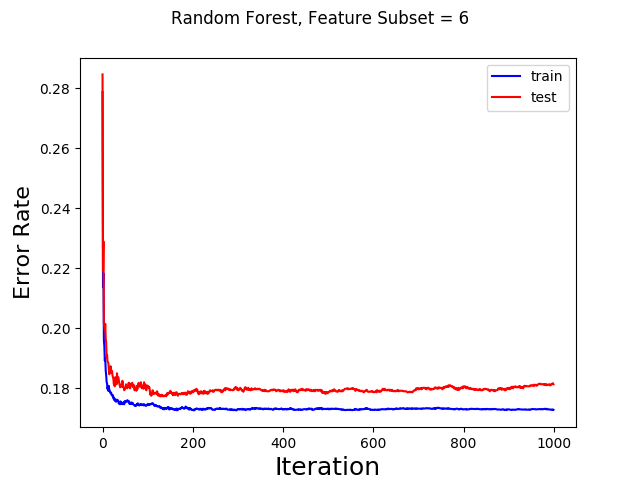 Random Forest, Feature Subset = 6
train
test
0.28
0.26
0.24
0.22
0.20
0.18
Error Rate
0 200 400 600 800 1000
Iteration